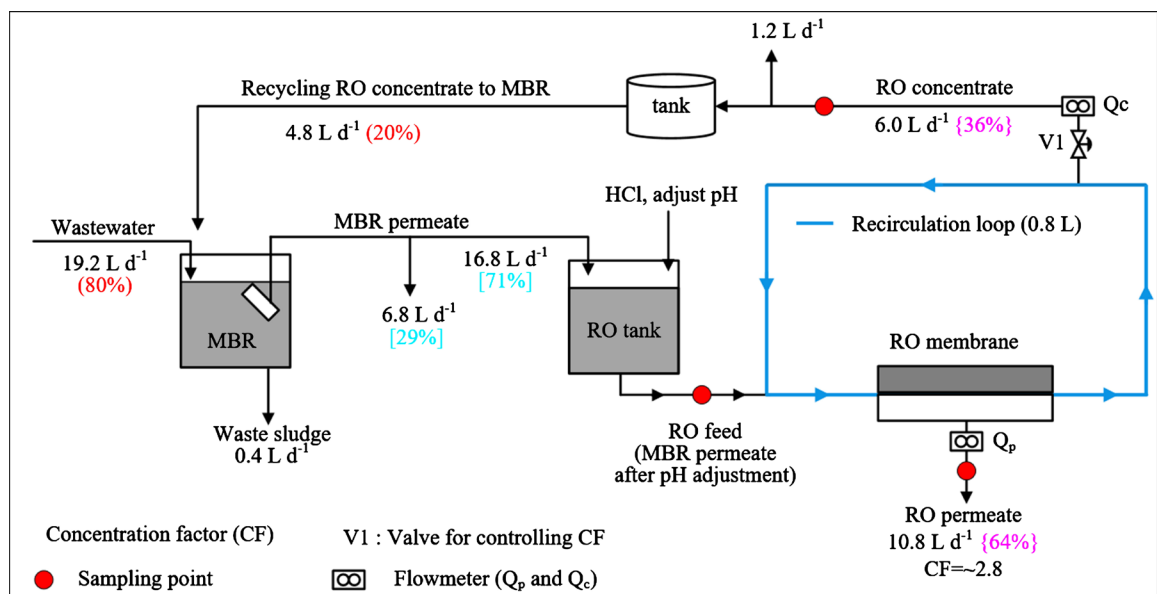 1.2 L d⁻¹
Recycling RO concentrate to MBR
4.8 L d⁻¹ (20%)
tank
RO concentrate
6.0 L d⁻¹ {36%}
Qc
V1
HCl, adjust pH
Recirculation loop (0.8 L)
Wastewater
19.2 L d⁻¹
(80%)
MBR permeate
16.8 L d⁻¹
[71%]
6.8 L d⁻¹
[29%]
MBR
RO tank
RO membrane
Waste sludge
0.4 L d⁻¹
RO feed
(MBR permeate
after pH adjustment)
Qₚ
RO permeate
10.8 L d⁻¹ {64%}
CF=~2.8
Concentration factor (CF)
V1 : Valve for controlling CF
Sampling point
Flowmeter (Qₚ and Q꜀)